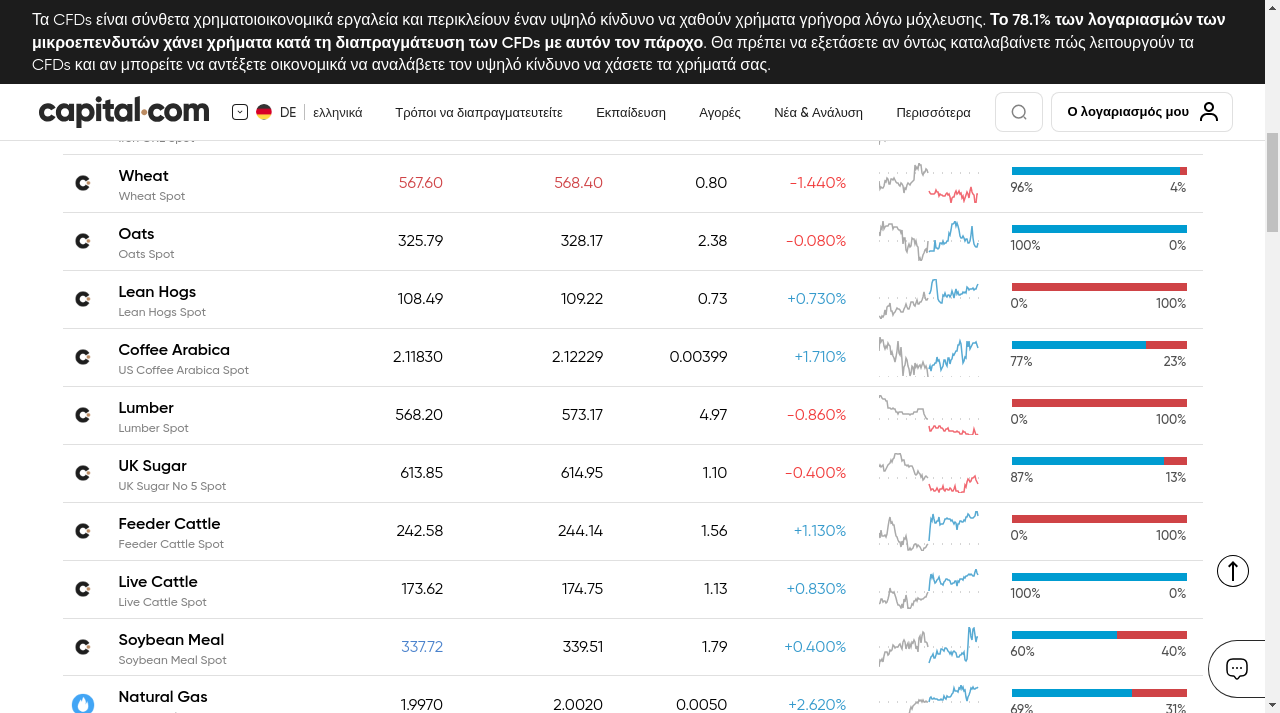 Τα CFDs είναι σύνθετα χρηματοιοικονομικά εργαλεία και περικλείουν έναν υψηλό κίνδυνο να χαθούν χρήματα γρήγορα λόγω μόχλευσης. Το 78.1% των λογαριασμών των
μικροεπενδυτών χάνει χρήματα κατά τη διαπραγμάτευση των CFDs με αυτόν τον πάροχο. Θα πρέπει να εξετάσετε αν όντως καταλαβαίνετε πώς λειτουργούν τα
CFDs και αν μπορείτε να αντέξετε οικονομικά να αναλάβετε τον υψηλό κίνδυνο να χάσετε τα χρήματά σας.
capital.com DE ελληνικά Τρόποι να διαπραγματευτείτε Εκπαίδευση Αγορές Νέα & Ανάλυση Περισσότερα Ο λογαριασμός μου
Wheat 567.60 568.40 0.80 -1.440% 96% 4%
Wheat Spot
Oats 325.79 328.17 2.38 -0.080% 100% 0%
Oats Spot
Lean Hogs 108.49 109.22 0.73 +0.730% 0% 100%
Lean Hogs Spot
Coffee Arabica 2.11830 2.12229 0.00399 +1.710% 77% 23%
US Coffee Arabica Spot
Lumber 568.20 573.17 4.97 -0.860% 0% 100%
Lumber Spot
UK Sugar 613.85 614.95 1.10 -0.400% 87% 13%
UK Sugar No 5 Spot
Feeder Cattle 242.58 244.14 1.56 +1.130% 0% 100%
Feeder Cattle Spot
Live Cattle 173.62 174.75 1.13 +0.830% 100% 0%
Live Cattle Spot
Soybean Meal 337.72 339.51 1.79 +0.400% 60% 40%
Soybean Meal Spot
Natural Gas 1.9970 2.0020 0.0050 +2.620% 69% 31%